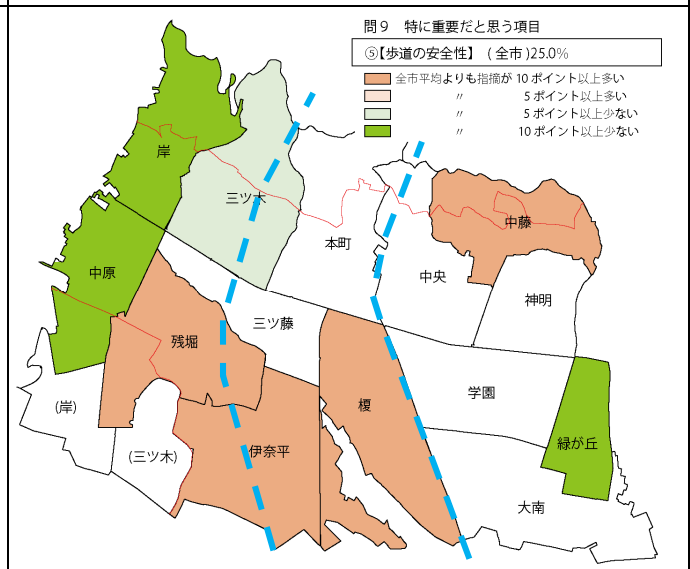 問９　特に重要だと思う項目
⑤【歩道の安全性】　( 全市 )25.0％
全市平均よりも指摘が 10 ポイント以上多い
〃　5 ポイント以上多い
〃　5 ポイント以上少ない
〃　10 ポイント以上少ない
岸
三ツ木
本町
中藤
中央
中原
神明
残堀
三ツ藤
学園
榎
(岸)
緑が丘
(三ツ木)
伊奈平
大南